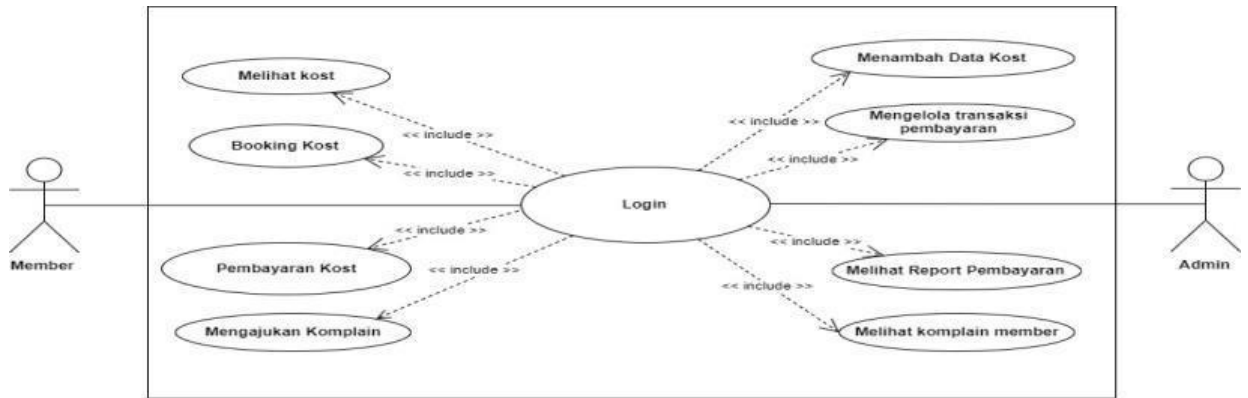 Melihat kost
Menambah Data Kost
<< include >>
<< include >>
Mengelola transaksi
pembayaran
Booking Kost
<< include >>
<< include >>
Login
Member
Admin
<< include >>
<< include >>
Pembayaran Kost
Melihat Report Pembayaran
<< include >>
<< include >>
Mengajukan Komplain
Melihat komplain member